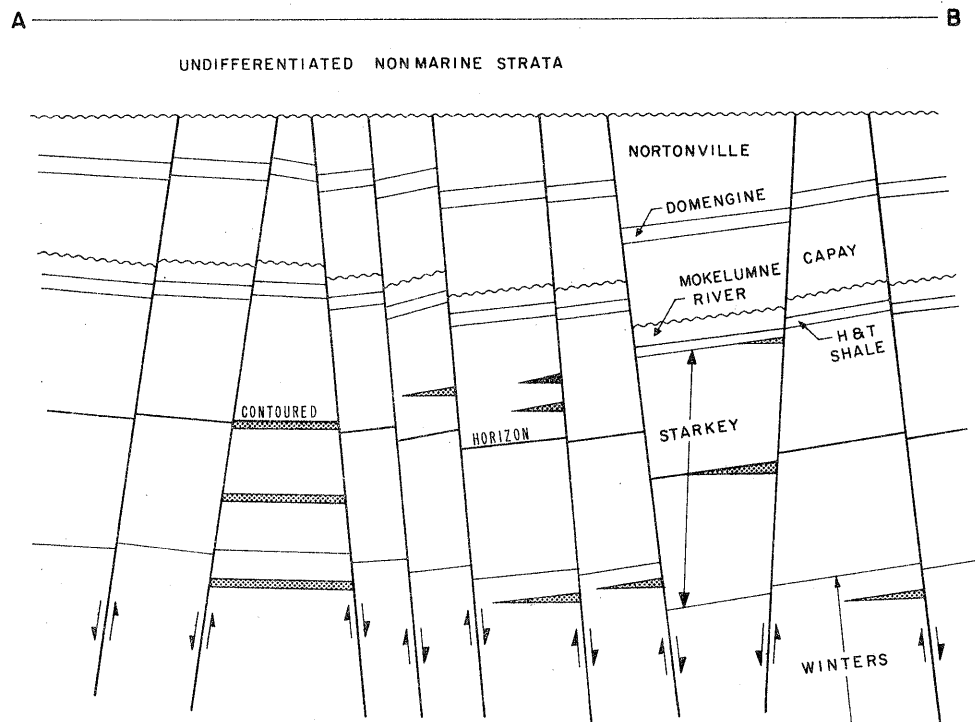 A B
UNDIFFERENTIATED NONMARINE STRATA
NORTONVILLE
DOMENGINE
CAPAY
MOKELUMNE
RIVER
H&T
SHALE
CONTOURED
HORIZON
STARKEY
WINTERS